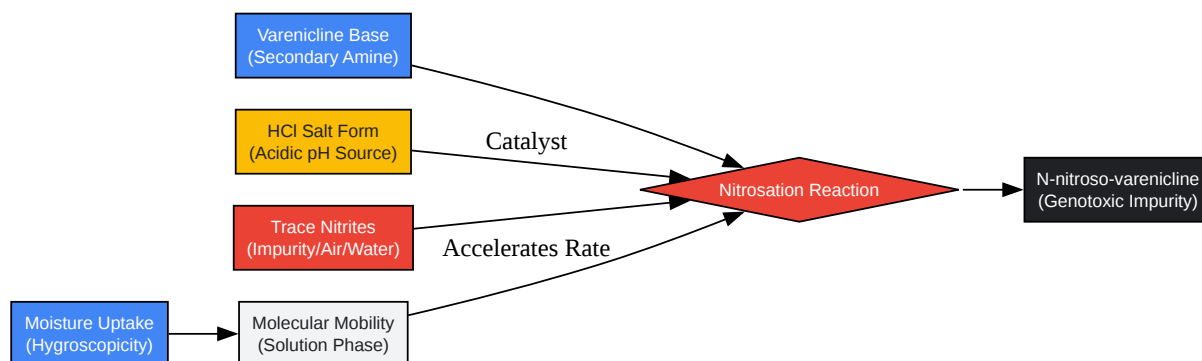 Varenicline Base
(Secondary Amine)
HCl Salt Form
(Acidic pH Source)
Catalyst
Trace Nitrites
(Impurity/Air/Water)
Accelerates Rate
Moisture Uptake
(Hygroscopicity)
Molecular Mobility
(Solution Phase)
Nitrosation Reaction
N-nitroso-varenicline
(Genotoxic Impurity)